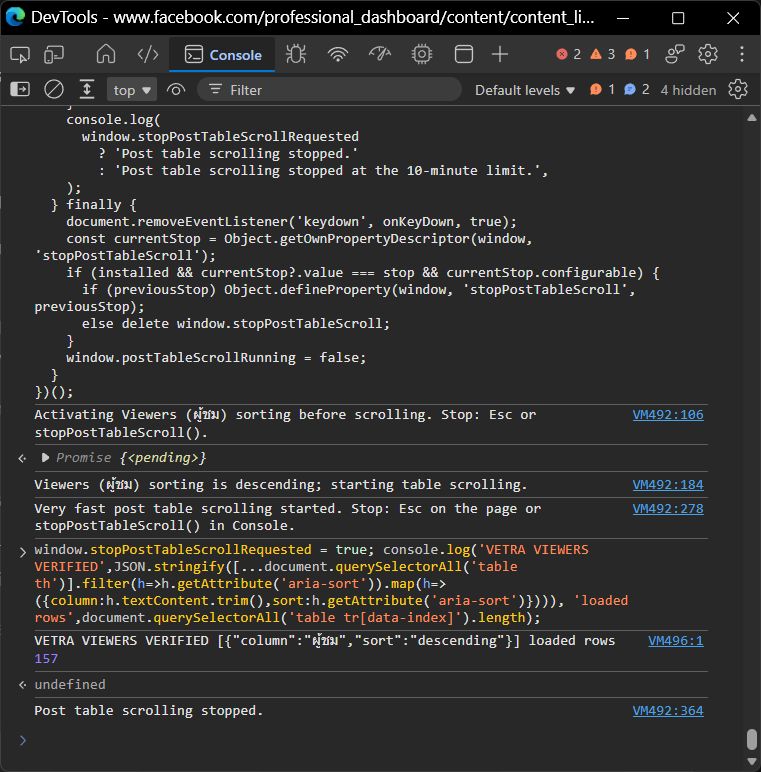 DevTools - www.facebook.com/professional_dashboard/content/content_li...
Console
2 3 1
top
Filter
Default levels
1 2 4 hidden
console.log(
window.stopPostTableScrollRequested
? 'Post table scrolling stopped.'
: 'Post table scrolling stopped at the 10-minute limit.',
);
} finally {
document.removeEventListener('keydown', onKeyDown, true);
const currentStop = Object.getOwnPropertyDescriptor(window,
'stopPostTableScroll');
if (installed && currentStop?.value === stop && currentStop.configurable) {
if (previousStop) Object.defineProperty(window, 'stopPostTableScroll',
previousStop);
else delete window.stopPostTableScroll;
}
window.postTableScrollRunning = false;
}
})();
Activating Viewers (ผู้ชม) sorting before scrolling. Stop: Esc or VM492:106
stopPostTableScroll().
Promise {<pending>}
Viewers (ผู้ชม) sorting is descending; starting table scrolling. VM492:184
Very fast post table scrolling started. Stop: Esc on the page or VM492:278
stopPostTableScroll() in Console.
window.stopPostTableScrollRequested = true; console.log('VETRA VIEWERS
VERIFIED',JSON.stringify([...document.querySelectorAll('table
th')].filter(h=>h.getAttribute('aria-sort')).map(h=>
({column:h.textContent.trim(),sort:h.getAttribute('aria-sort')}))), 'loaded
rows',document.querySelectorAll('table tr[data-index]').length);
VETRA VIEWERS VERIFIED [{"column":"ผู้ชม","sort":"descending"}] loaded rows VM496:1
157
undefined
Post table scrolling stopped. VM492:364